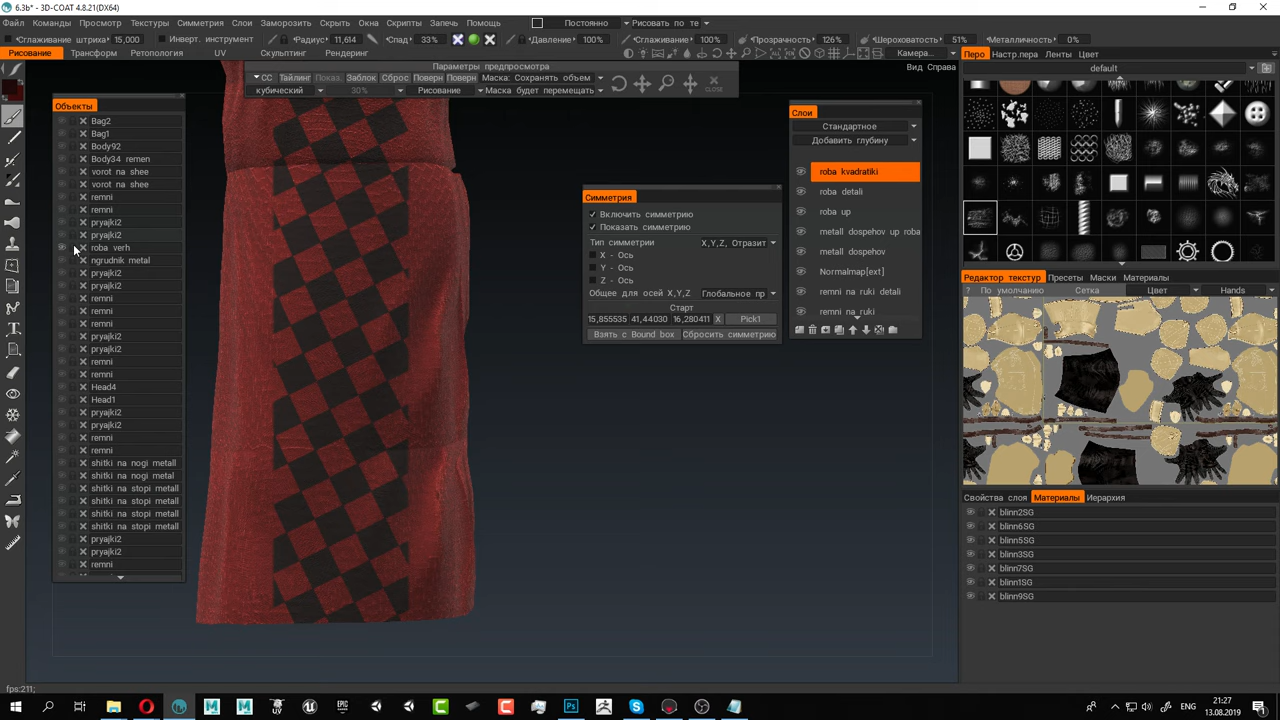 6.3b* - 3D-COAT 4.8.21(DX64)
Файл Команды Просмотр Текстуры Симметрия Слои Заморозить Скрыть Окна Скрипты Запечь Помощь Постоянно Рисовать по те
Сглаживание штриха 15,000 Инверт. инструмент Радиус 11,614 Спад 33% Давление 100% Сглаживание 100% Прозрачность 126% Шероховатость 51% Металличность 0%
Рисование Трансформ Ретопология UV Скульптинг Рендеринг Камера...
Вид Справа
Параметры предпросмотра
СС Тайлинг Показ. Заблок Сброс Поверн Поверн Маска: Сохранять объем
кубический 30% Рисование Маска будет перемещать
CLOSE
Объекты
Bag2
Bag1
Body92
Body34 remen
vorot na shee
vorot na shee
remni
remni
pryajki2
pryajki2
roba verh
ngrudnik metal
pryajki2
pryajki2
remni
remni
remni
pryajki2
pryajki2
remni
remni
Head4
Head1
pryajki2
pryajki2
remni
remni
shitki na nogi metall
shitki na nogi metal
shitki na stopi metall
shitki na stopi metall
shitki na stopi metall
shitki na stopi metall
pryajki2
pryajki2
remni
Симметрия
Включить симметрию
Показать симметрию
Тип симметрии X,Y,Z, Отразит
X - Ось
Y - Ось
Z - Ось
Общее для осей X,Y,Z Глобальное пр
Старт
15,855535 41,44030 16,280411 X Pick1
Взять с Bound box Сбросить симметрию
Слои
Стандартное
Добавить глубину
roba kvadratiki
roba detali
roba up
metall dospehov up roba
metall dospehov
Normalmap[ext]
remni na ruki detali
remni na ruki
Перо Настр.пера Ленты Цвет
default
Редактор текстур Пресеты Маски Материалы
? По умолчанию Сетка Цвет Hands
Свойства слоя Материалы Иерархия
blinn2SG
blinn6SG
blinn5SG
blinn3SG
blinn7SG
blinn1SG
blinn9SG
fps:211;
21:27
13.08.2019